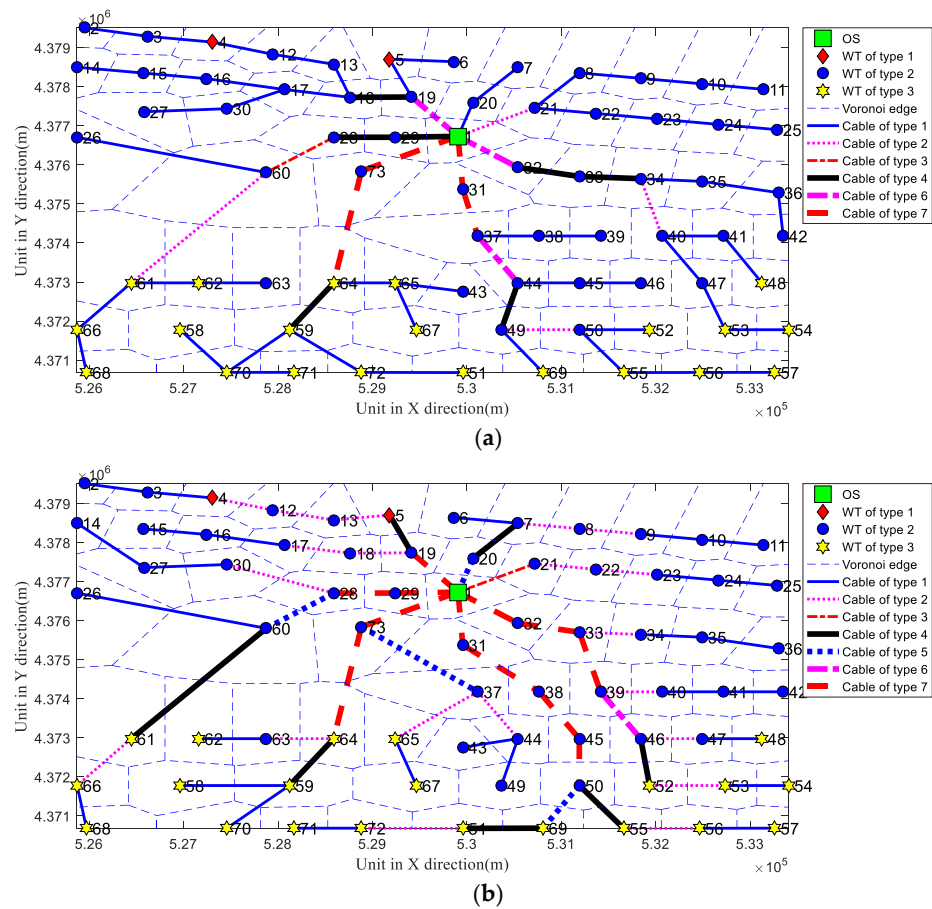 ×10⁶
4.379
4.378
4.377
4.376
4.375
4.374
4.373
4.372
4.371
Unit in Y direction(m)
2 3 4 12 13 5 6 7 8 9 10 11
14 15 16 17 18 19 20 21 22 23 24 25
27 30 26 28 29 1 32 33 34 35 36
60 73 31 37 38 39 40 41 42
61 62 63 64 65 43 44 45 46 47 48
66 58 59 67 49 50 52 53 54
68 70 71 72 51 69 55 56 57
5.26 5.27 5.28 5.29 5.3 5.31 5.32 5.33
Unit in X direction(m)
×10⁵
OS
WT of type 1
WT of type 2
WT of type 3
Voronoi edge
Cable of type 1
Cable of type 2
Cable of type 3
Cable of type 4
Cable of type 6
Cable of type 7
(a)
×10⁶
4.379
4.378
4.377
4.376
4.375
4.374
4.373
4.372
4.371
Unit in Y direction(m)
2 3 4 12 13 5 6 7 8 9 10 11
14 15 16 17 18 19 20 21 22 23 24 25
27 30 26 28 29 1 32 33 34 35 36
60 73 31 37 38 39 40 41 42
61 62 63 64 65 43 44 45 46 47 48
66 58 59 67 49 50 52 53 54
68 70 71 72 51 69 55 56 57
5.26 5.27 5.28 5.29 5.3 5.31 5.32 5.33
Unit in X direction(m)
×10⁵
OS
WT of type 1
WT of type 2
WT of type 3
Voronoi edge
Cable of type 1
Cable of type 2
Cable of type 3
Cable of type 4
Cable of type 5
Cable of type 6
Cable of type 7
(b)